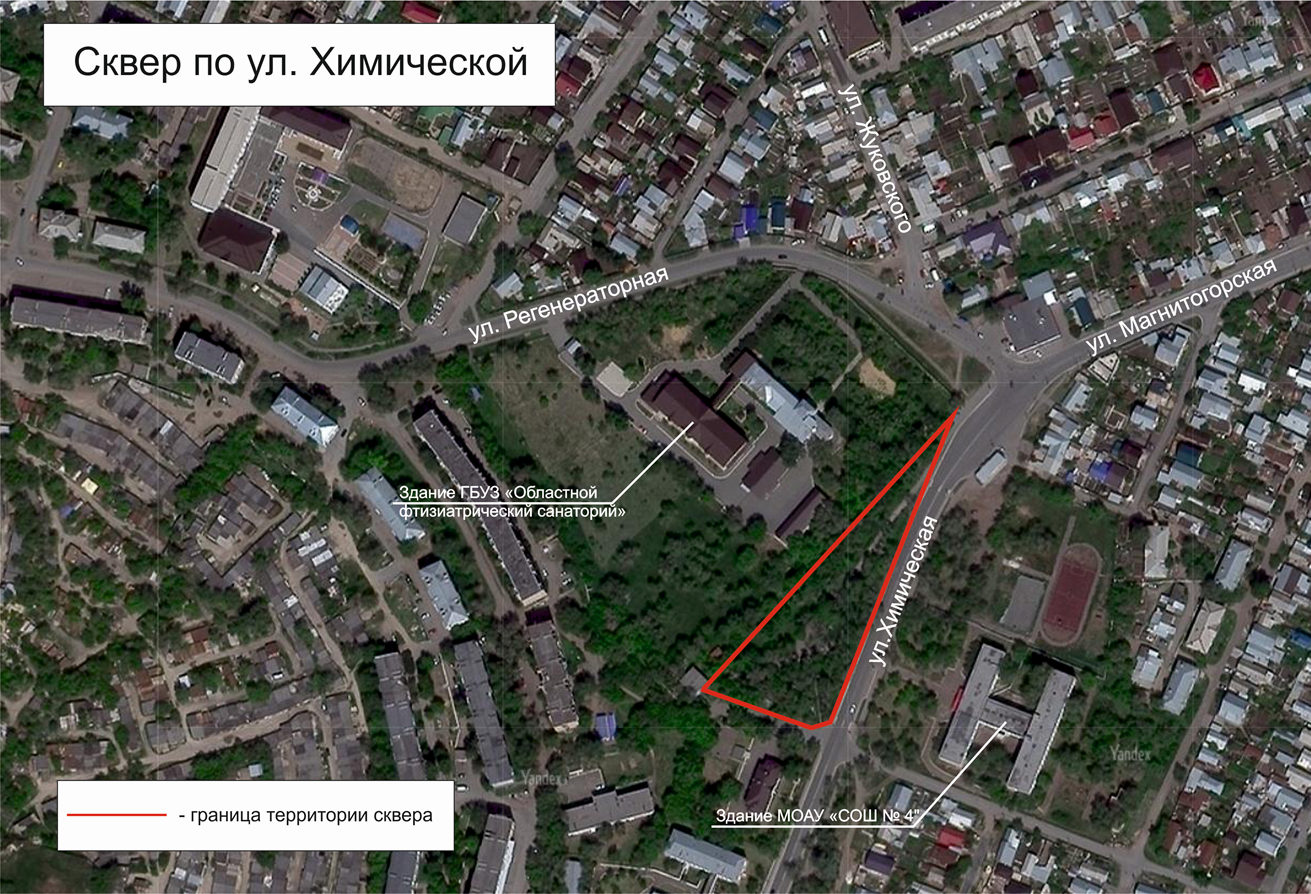 Сквер по ул. Химической
Yandex
ул. Жуковского
ул. Регенераторная
ул. Магнитогорская
Здание ГБУЗ «Областной
фтизиатрический санаторий»
ул.Химическая
Yandex
Yandex
- граница территории сквера
Здание МОАУ «СОШ № 4"